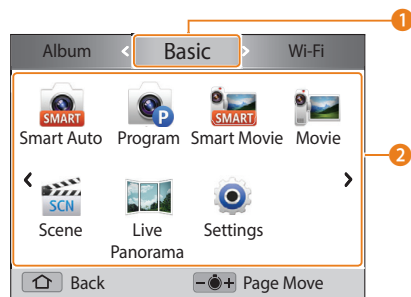 1
Album < Basic > Wi-Fi
SMART P SMART
Smart Auto Program Smart Movie Movie
2
< >
SCN
Scene Live Panorama Settings
Back - + Page Move